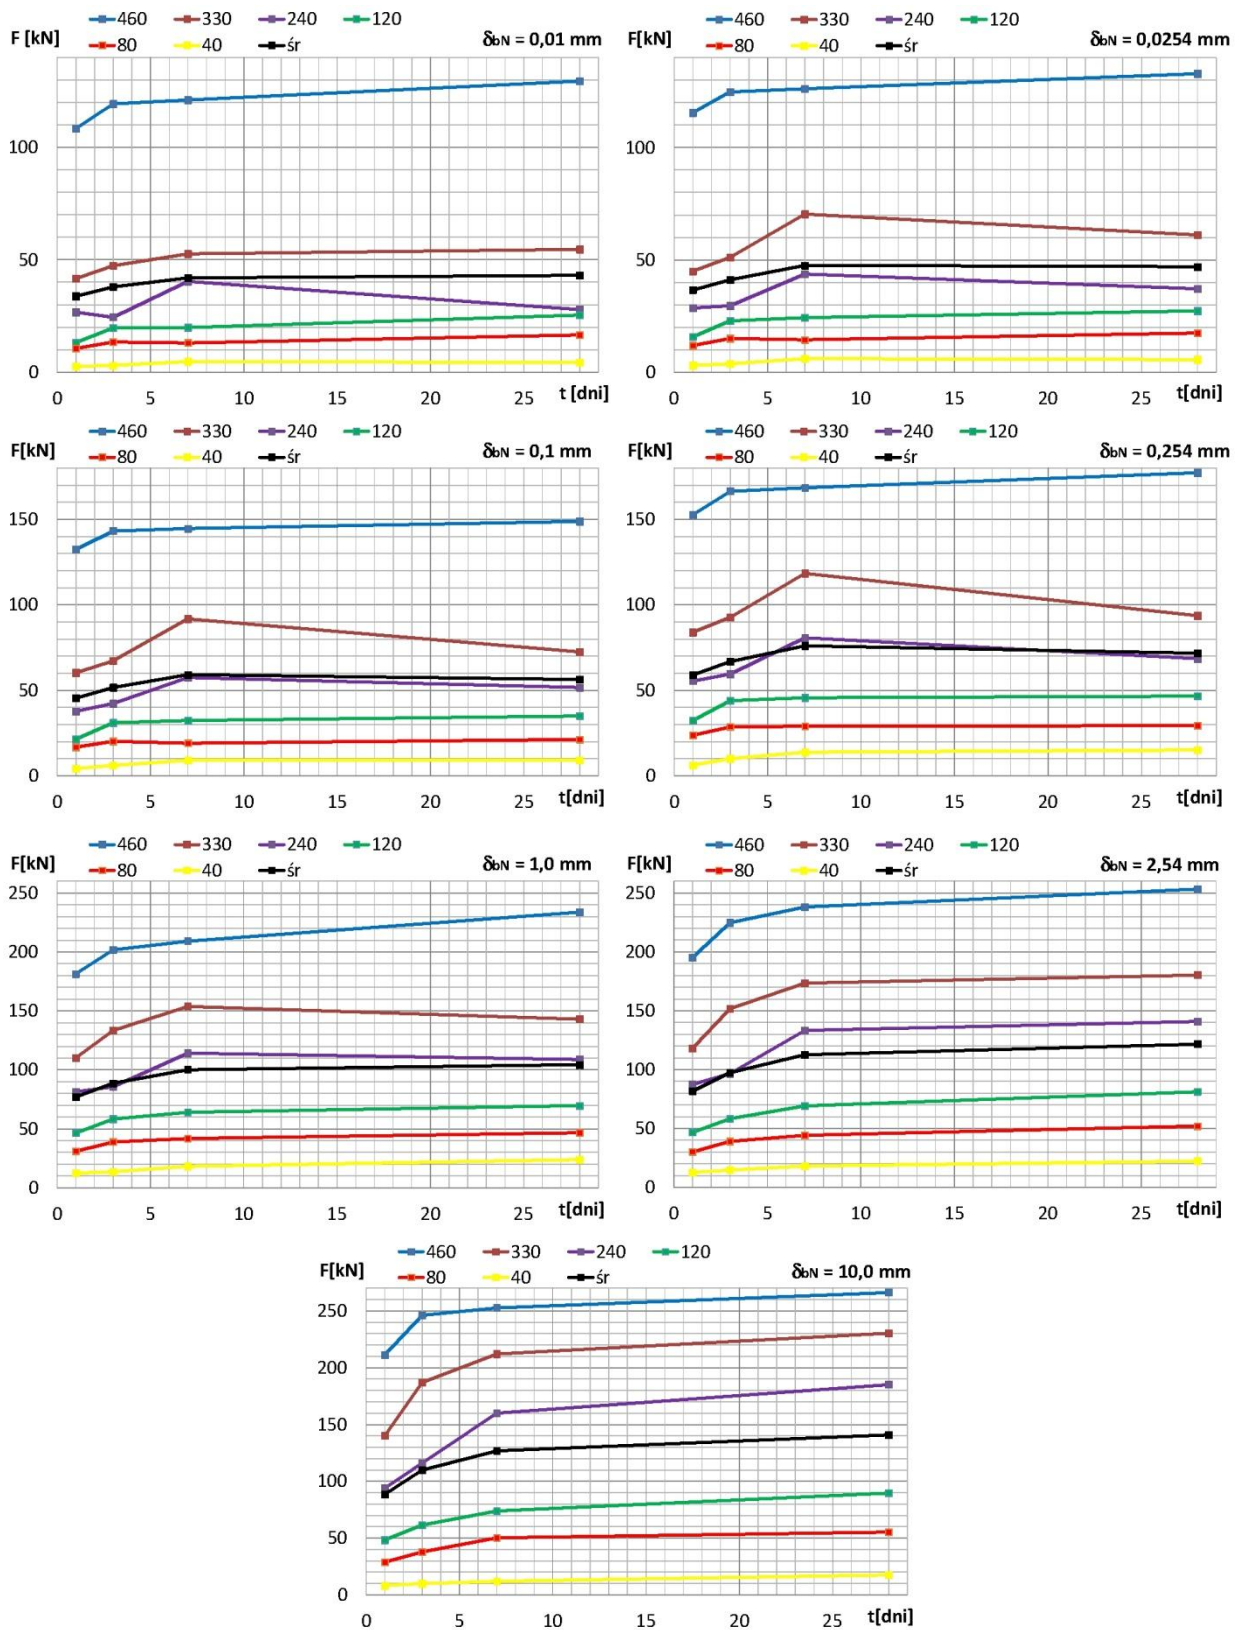 460 330 240 120
F [kN] 80 40 śr δbN = 0,01 mm
100
50
0
0 5 10 15 20 25 t [dni]
460 330 240 120
F[kN] 80 40 śr δbN = 0,0254 mm
100
50
0
0 5 10 15 20 25 t[dni]
460 330 240 120
F[kN] 80 40 śr δbN = 0,1 mm
150
100
50
0
0 5 10 15 20 25 t[dni]
460 330 240 120
F[kN] 80 40 śr δbN = 0,254 mm
150
100
50
0
0 5 10 15 20 25 t[dni]
460 330 240 120
F[kN] 80 40 śr δbN = 1,0 mm
250
200
150
100
50
0
0 5 10 15 20 25 t[dni]
460 330 240 120
F[kN] 80 40 śr δbN = 2,54 mm
250
200
150
100
50
0
0 5 10 15 20 25 t[dni]
460 330 240 120
F[kN] 80 40 śr δbN = 10,0 mm
250
200
150
100
50
0
0 5 10 15 20 25 t[dni]